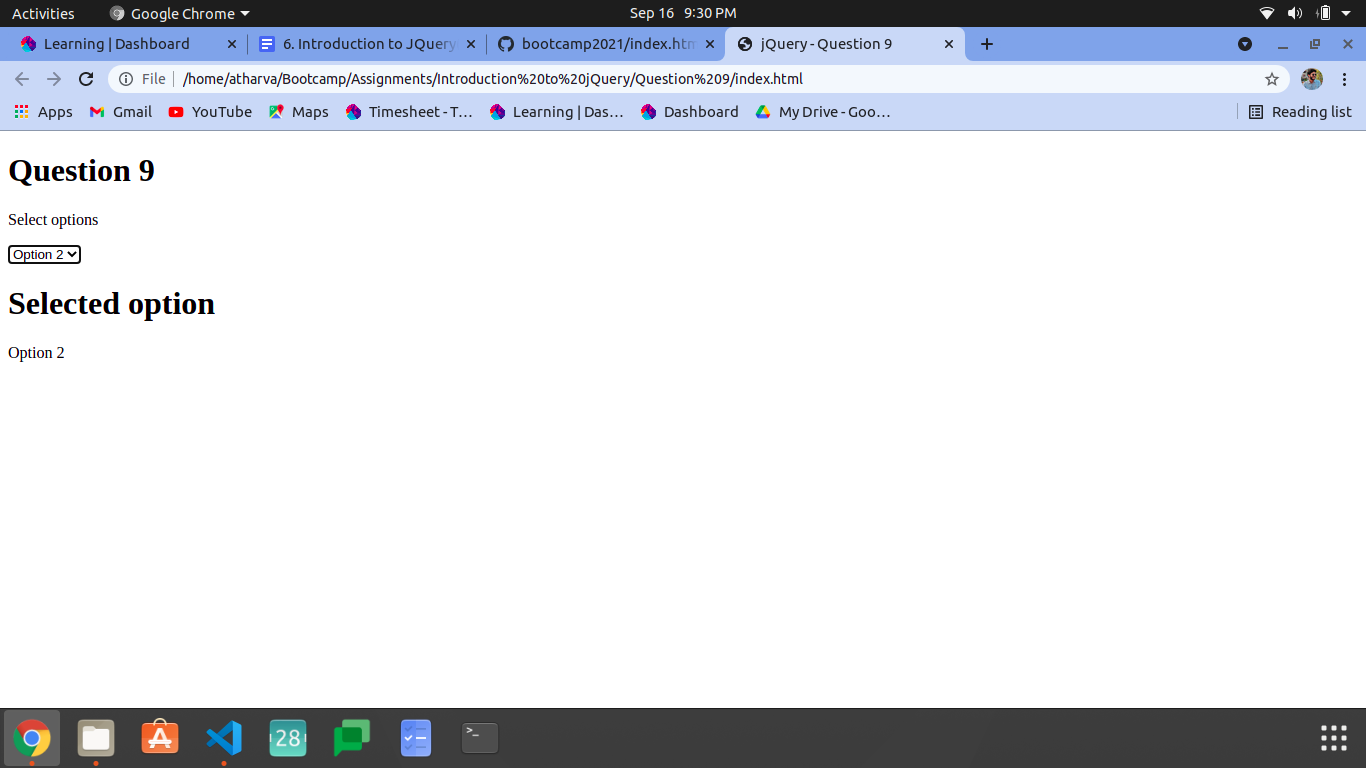 Activities Google Chrome Sep 16 9:30 PM
Learning | Dashboard 6. Introduction to JQuery bootcamp2021/index.htm jQuery - Question 9
File /home/atharva/Bootcamp/Assignments/Introduction%20to%20jQuery/Question%209/index.html
Apps Gmail YouTube Maps Timesheet - T… Learning | Das… Dashboard My Drive - Goo… Reading list
Question 9
Select options
Option 2
Selected option
Option 2
28
>_